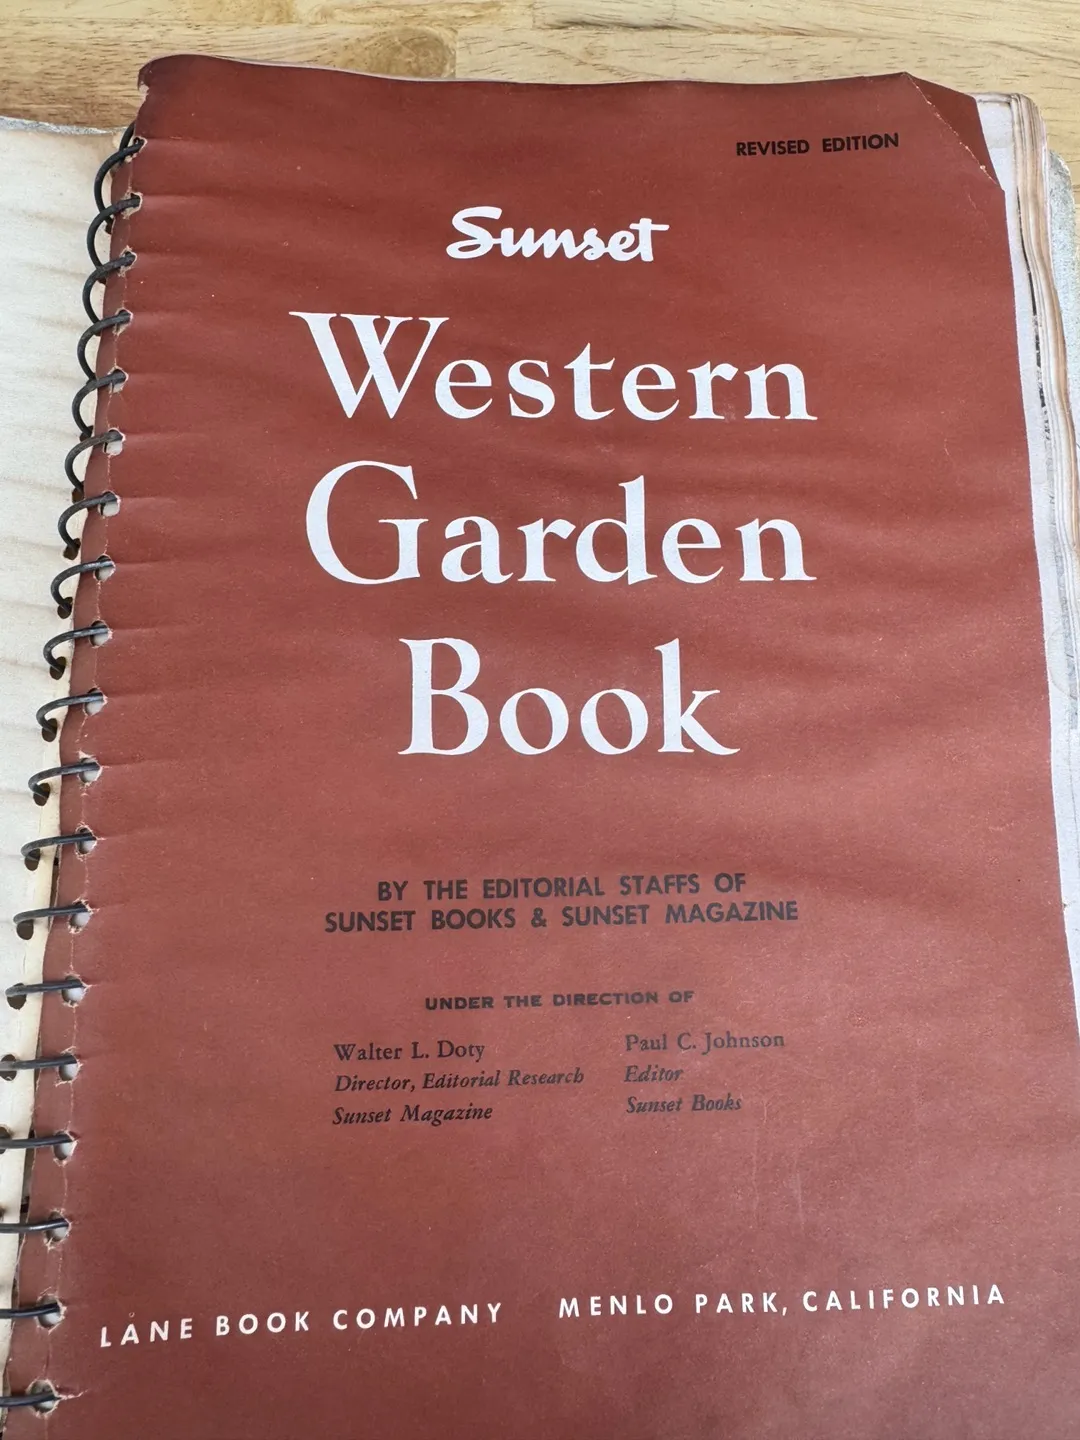 REVISED EDITION
Sunset
Western
Garden
Book
BY THE EDITORIAL STAFFS OF
SUNSET BOOKS & SUNSET MAGAZINE
UNDER THE DIRECTION OF
Walter L. Doty
Director, Editorial Research
Sunset Magazine
Paul C. Johnson
Editor
Sunset Books
LANE BOOK COMPANY MENLO PARK, CALIFORNIA